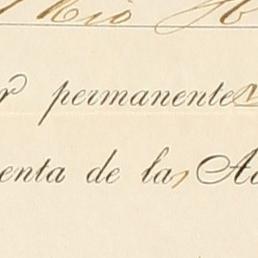 Rio
r permanente
enta de la